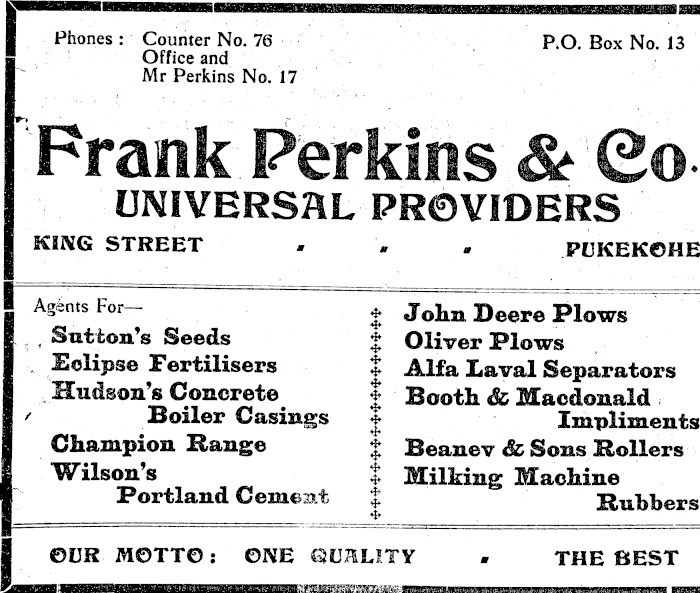 Phones : Counter No. 76
Office and
Mr Perkins No. 17
P.O. Box No. 13
Frank Perkins & Co.
UNIVERSAL PROVIDERS
KING STREET . . . PUKEKOHE
Agents For—
Sutton's Seeds
Eclipse Fertilisers
Hudson's Concrete
Boiler Casings
Champion Range
Wilson's
Portland Cement
John Deere Plows
Oliver Plows
Alfa Laval Separators
Booth & Macdonald
Impliments
Beanev & Sons Rollers
Milking Machine
Rubbers
OUR MOTTO: ONE QUALITY . THE BEST